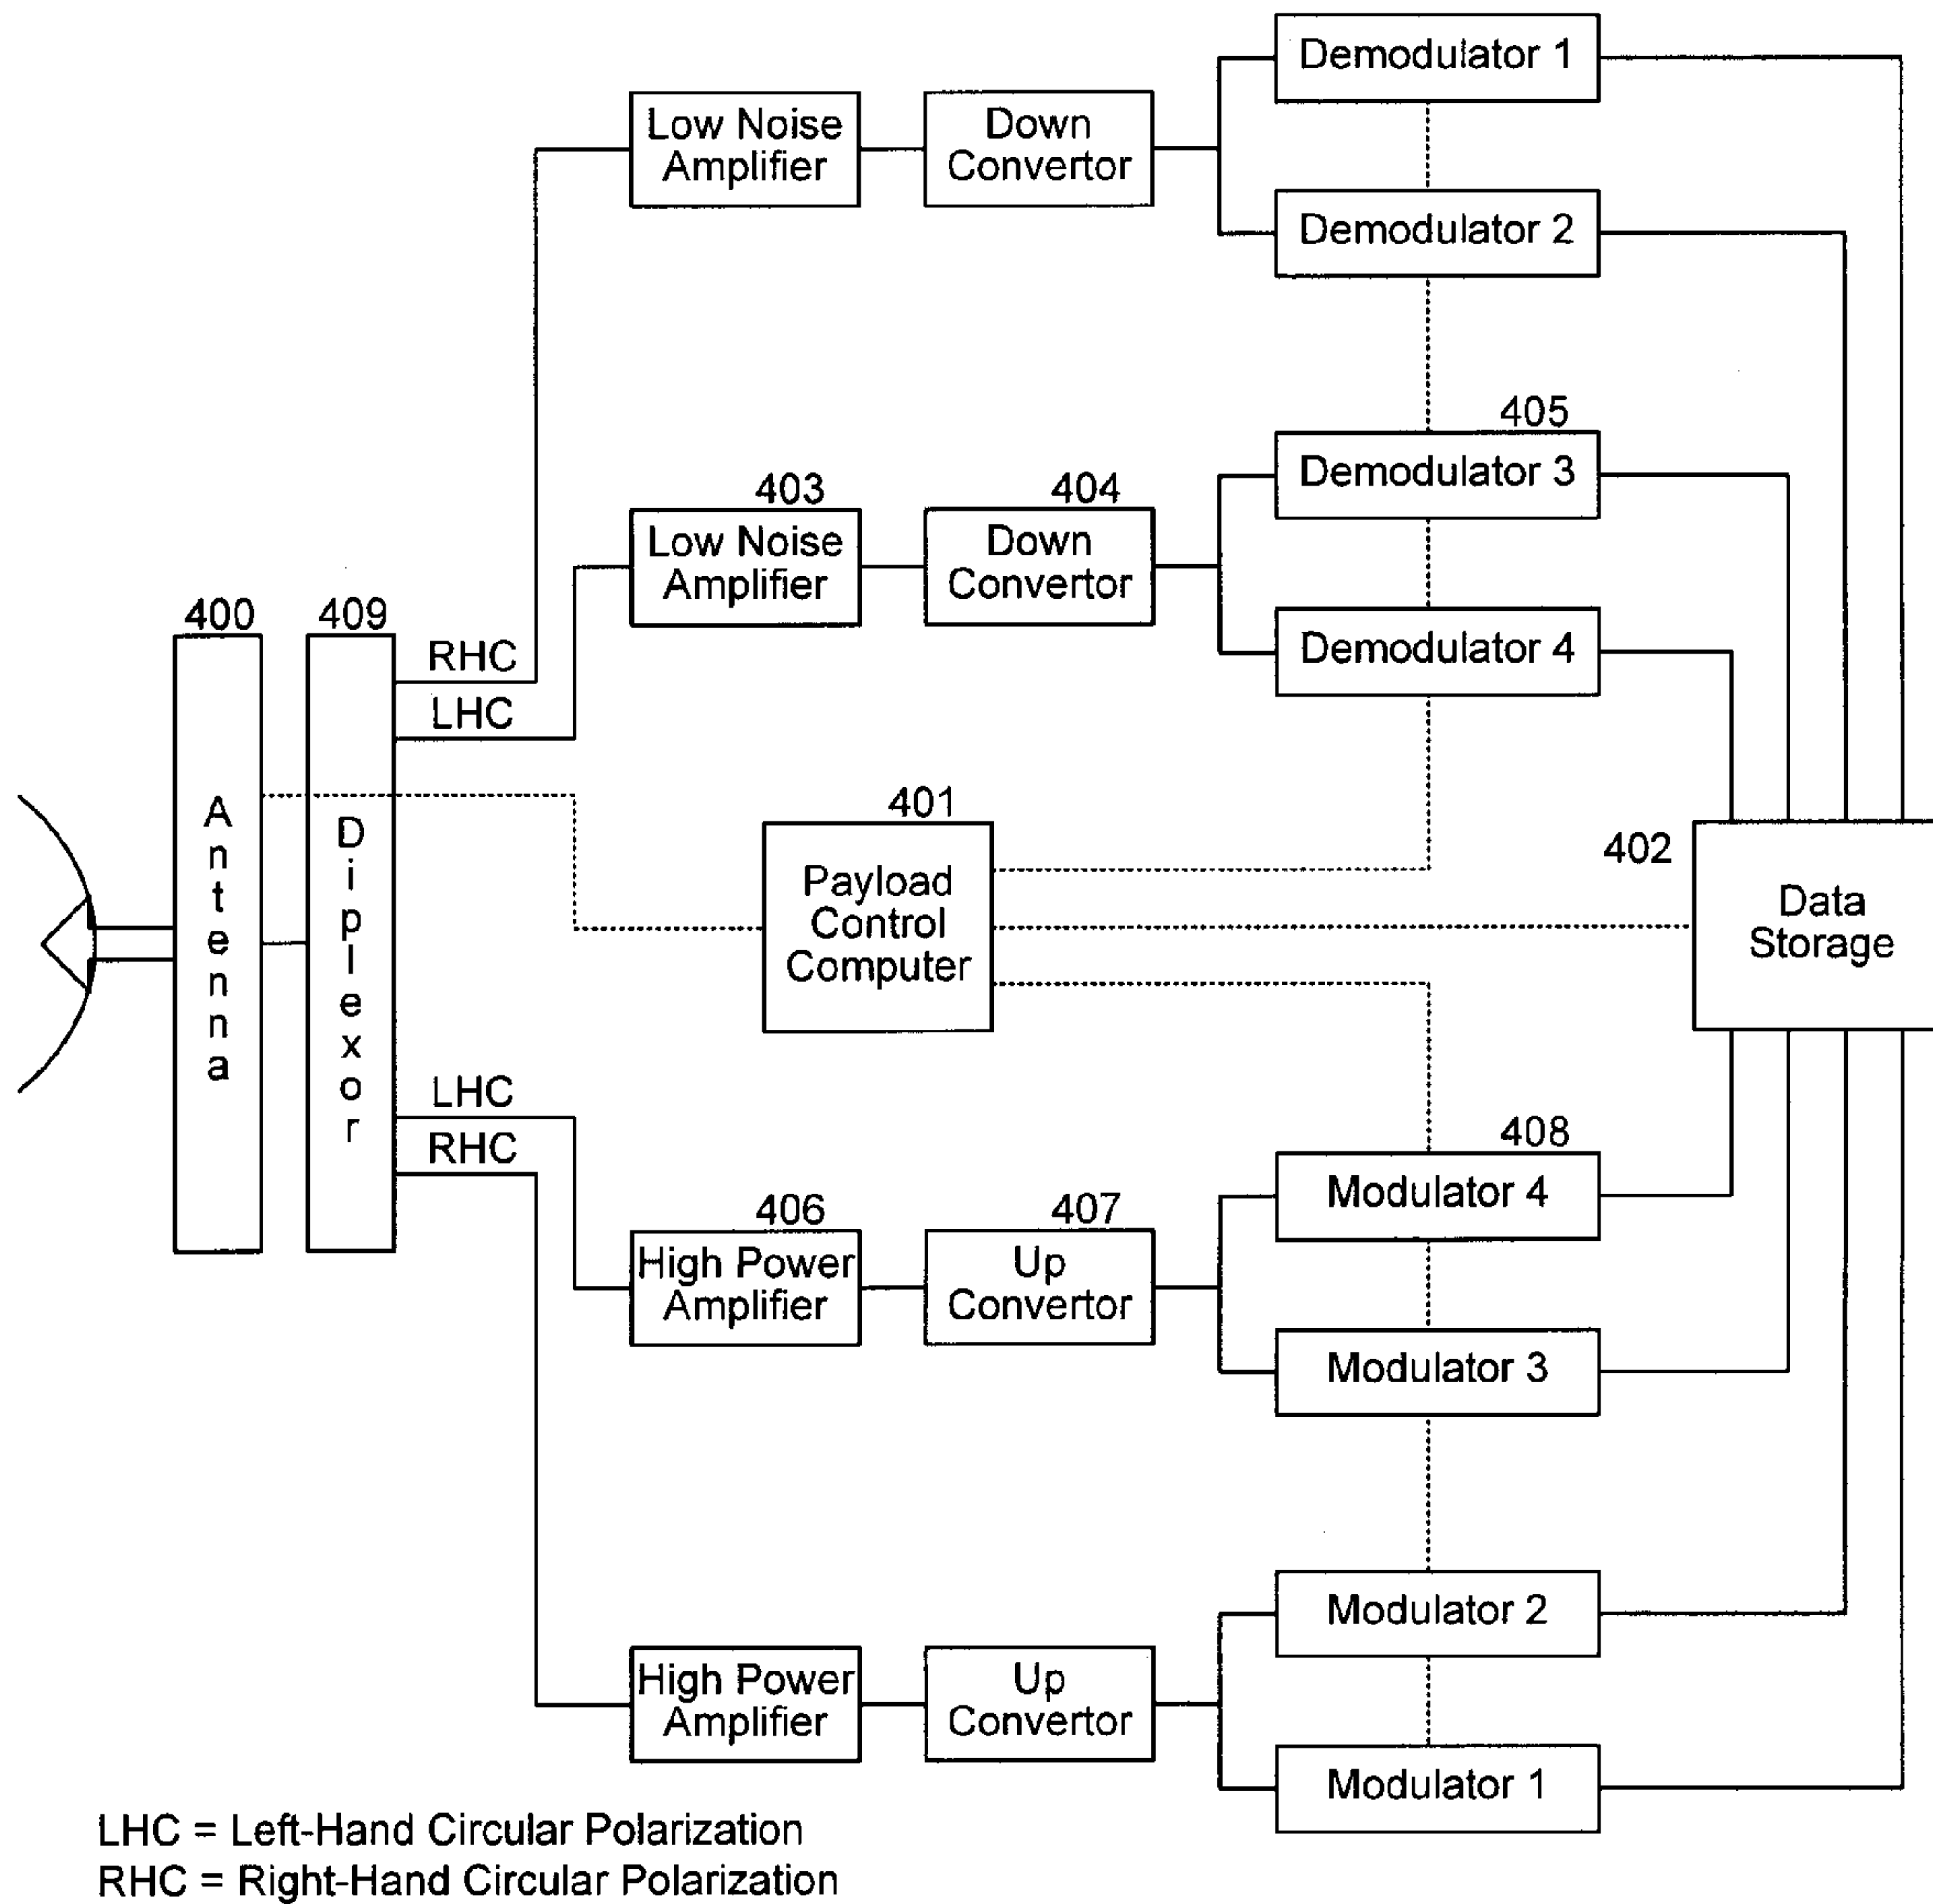 Demodulator 1
Low Noise
Amplifier
Down
Convertor
Demodulator 2
405
Demodulator 3
403
Low Noise
Amplifier
404
Down
Convertor
Demodulator 4
400
Antenna
409
Diplexor
RHC
LHC
401
Payload
Control
Computer
402
Data
Storage
LHC
RHC
408
Modulator 4
406
High Power
Amplifier
407
Up
Convertor
Modulator 3
Modulator 2
High Power
Amplifier
Up
Convertor
Modulator 1
LHC = Left-Hand Circular Polarization
RHC = Right-Hand Circular Polarization